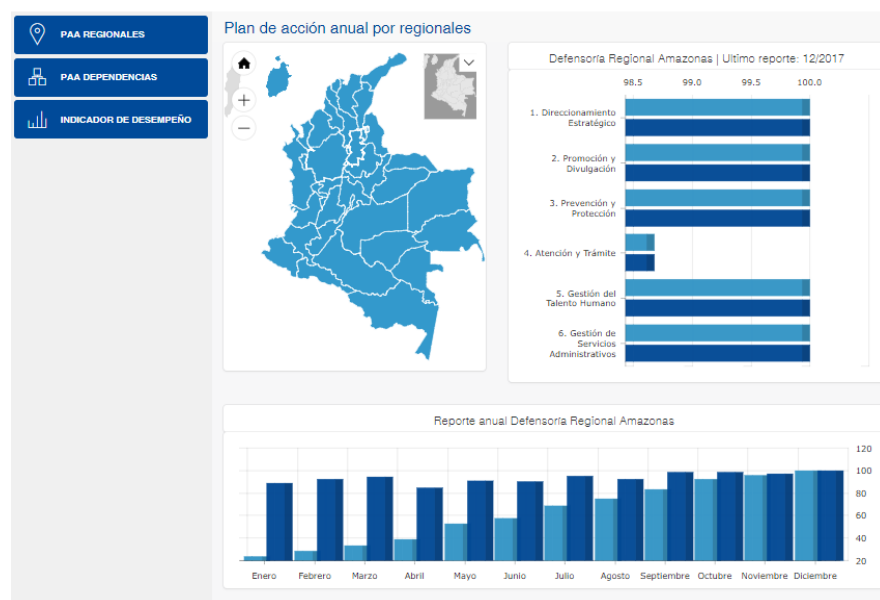 PAA REGIONALES
PAA DEPENDENCIAS
INDICADOR DE DESEMPEÑO
Plan de acción anual por regionales
Defensoría Regional Amazonas | Ultimo reporte: 12/2017
98.5 99.0 99.5 100.0
1. Direccionamiento
Estratégico
2. Promoción y
Divulgación
3. Prevención y
Protección
4. Atención y Trámite
5. Gestión del
Talento Humano
6. Gestión de
Servicios
Administrativos
Reporte anual Defensoría Regional Amazonas
120
100
80
60
40
20
Enero Febrero Marzo Abril Mayo Junio Julio Agosto Septiembre Octubre Noviembre Diciembre